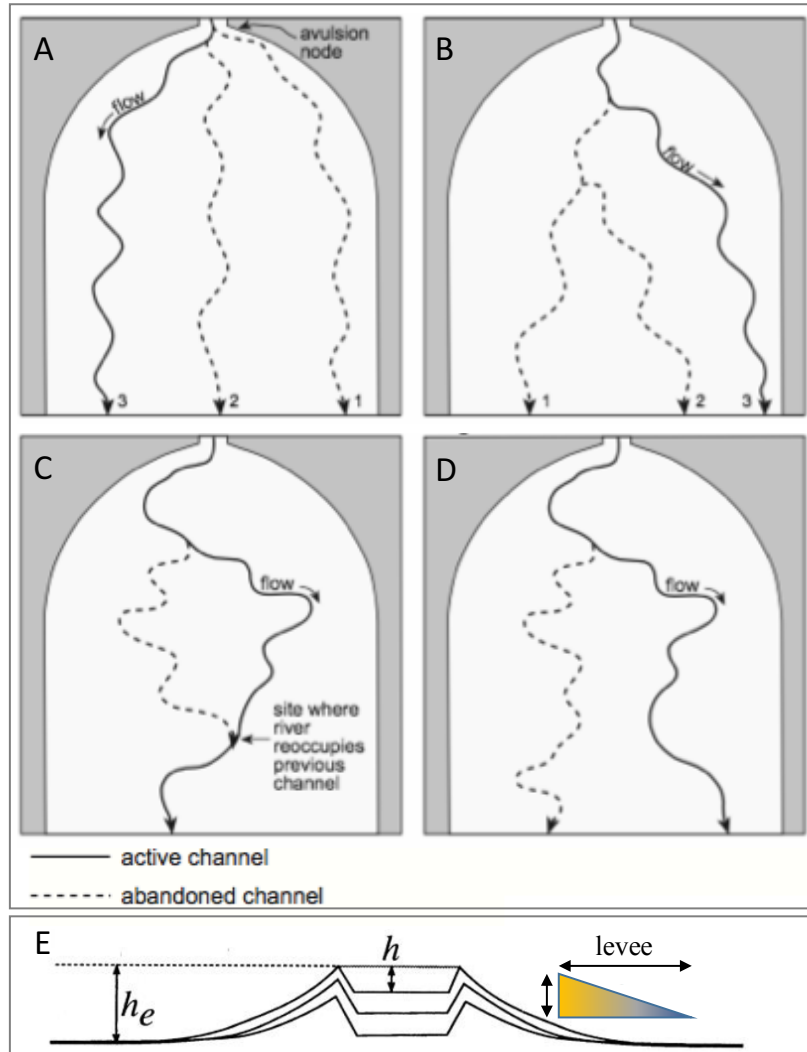 A
avulsion
node
flow
3
2
1
B
flow
1
2
3
C
flow
site where
river
reoccupies
previous
channel
D
flow
active channel
abandoned channel
E
h
h_e
levee